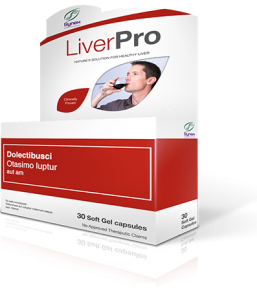 Synex
LiverPro
NATURE'S SOLUTION FOR HEALTHY LIVER
Clinically
Proven
Dolectibusci
Otasimo luptur
aut am
30 Soft Gel capsules
No Approved Therapeutic Claims
Synex
30
Soft Gel
Capsules